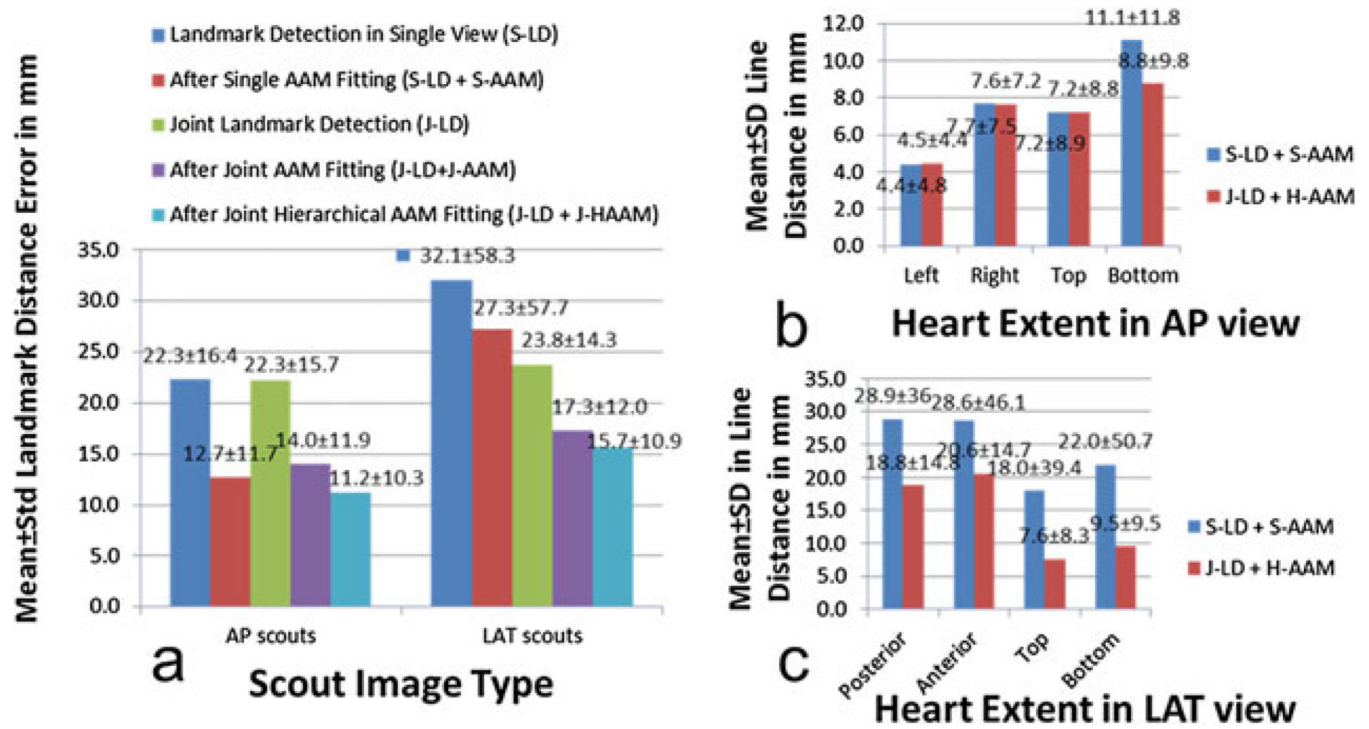 Mean±Std Landmark Distance Error in mm
Landmark Detection in Single View (S-LD)
After Single AAM Fitting (S-LD + S-AAM)
Joint Landmark Detection (J-LD)
After Joint AAM Fitting (J-LD+J-AAM)
After Joint Hierarchical AAM Fitting (J-LD + J-HAAM)
35.0
30.0
25.0
20.0
15.0
10.0
5.0
0.0
22.3±16.4
12.7±11.7
22.3±15.7
14.0±11.9
11.2±10.3
32.1±58.3
27.3±57.7
23.8±14.3
17.3±12.0
15.7±10.9
AP scouts
LAT scouts
a
Scout Image Type
Mean±SD Line
Distance in mm
12.0
10.0
8.0
6.0
4.0
2.0
0.0
4.5±4.4
4.4±4.8
7.6±7.2
7.7±7.5
7.2±8.8
7.2±8.9
11.1±11.8
8.8±9.8
S-LD + S-AAM
J-LD + H-AAM
Left
Right
Top
Bottom
b
Heart Extent in AP view
Mean±SD in Line
Distance in mm
35.0
30.0
25.0
20.0
15.0
10.0
5.0
0.0
28.9±36
18.8±14.8
28.6±46.1
20.6±14.7
18.0±39.4
7.6±8.3
22.0±50.7
9.5±9.5
S-LD + S-AAM
J-LD + H-AAM
Posterior
Anterior
Top
Bottom
c
Heart Extent in LAT view